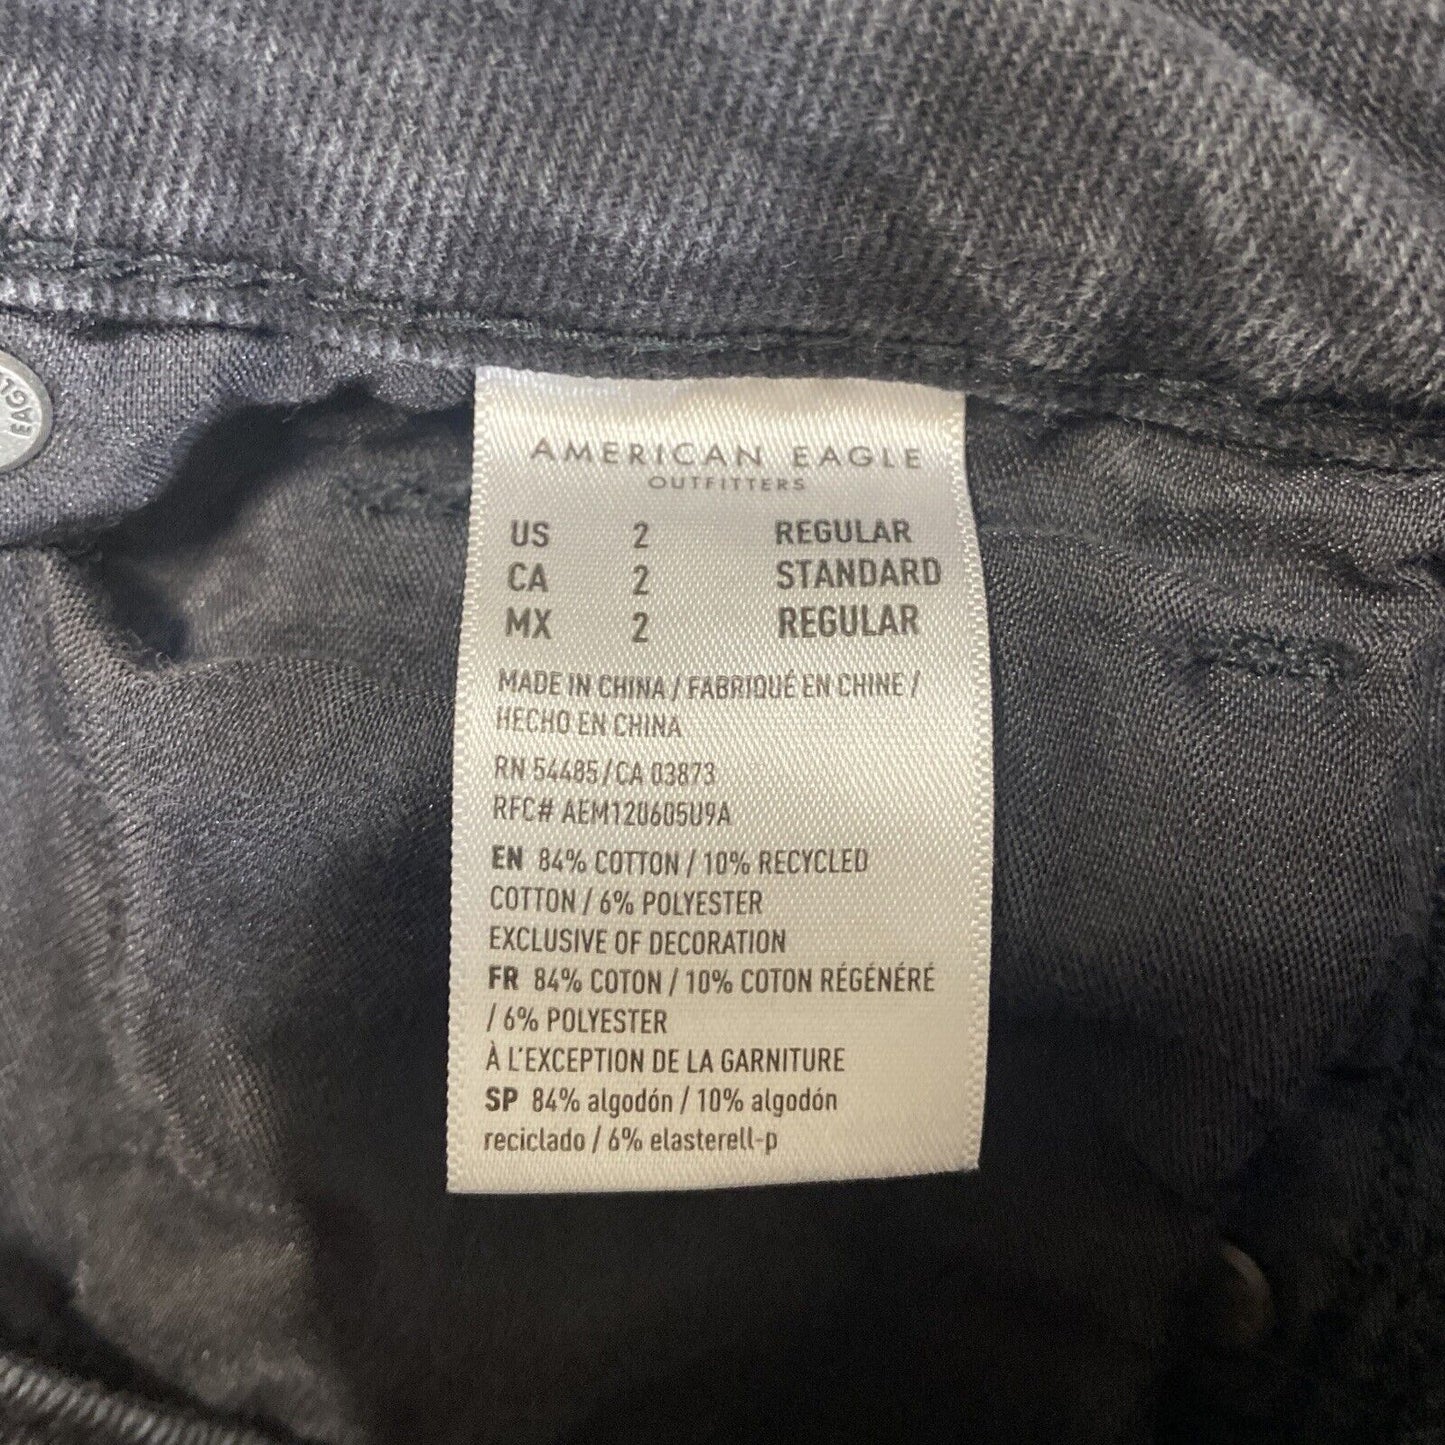 AMERICAN EAGLE
OUTFITTERS
US 2 REGULAR
CA 2 STANDARD
MX 2 REGULAR
MADE IN CHINA / FABRIQUÉ EN CHINE /
HECHO EN CHINA
RN 54485/CA 03873
RFC# AEM120605U9A
EN 84% COTTON / 10% RECYCLED
COTTON / 6% POLYESTER
EXCLUSIVE OF DECORATION
FR 84% COTON / 10% COTON RÉGÉNÉRÉ
/ 6% POLYESTER
À L'EXCEPTION DE LA GARNITURE
SP 84% algodón / 10% algodón
reciclado / 6% elasterell-p